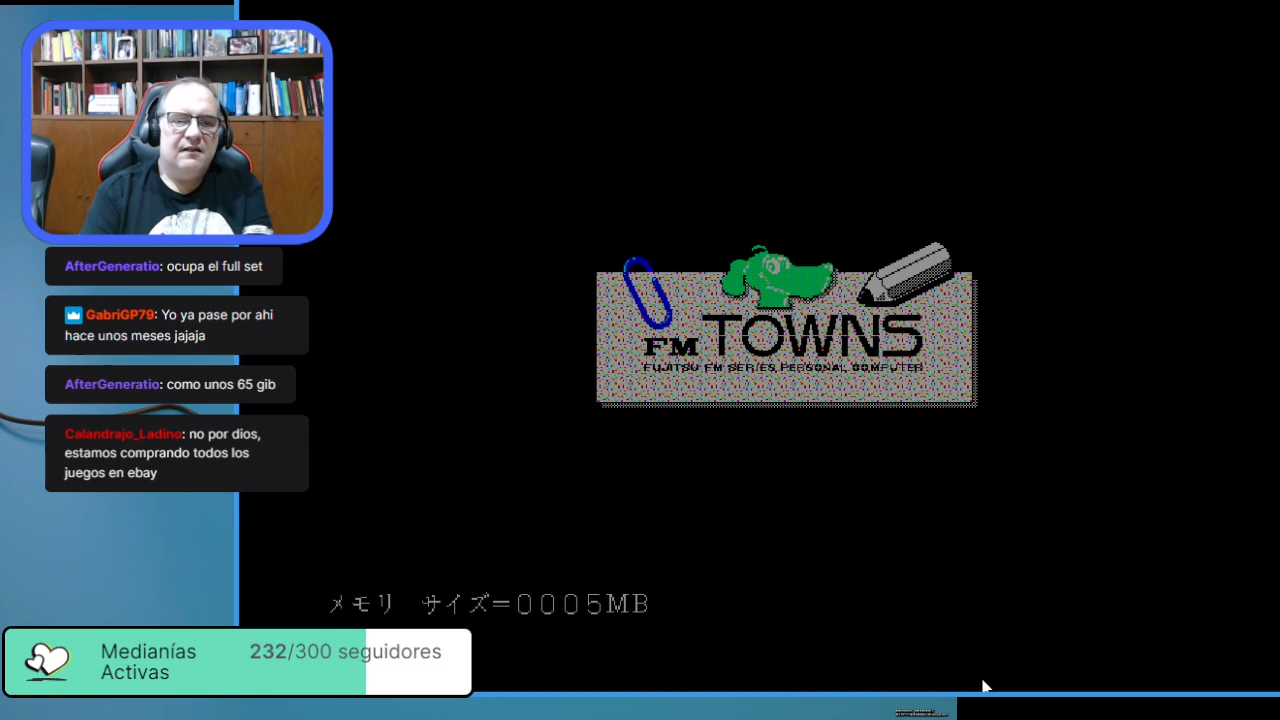 AfterGeneratio: ocupa el full set
GabriGP79: Yo ya pase por ahi
hace unos meses jajaja
AfterGeneratio: como unos 65 gib
Calandrajo_Ladino: no por dios,
estamos comprando todos los
juegos en ebay
FM TOWNS
FUJITSU FM SERIES PERSONAL COMPUTER
メモリ サイズ=0005MB
Medianías 232/300 seguidores
Activas